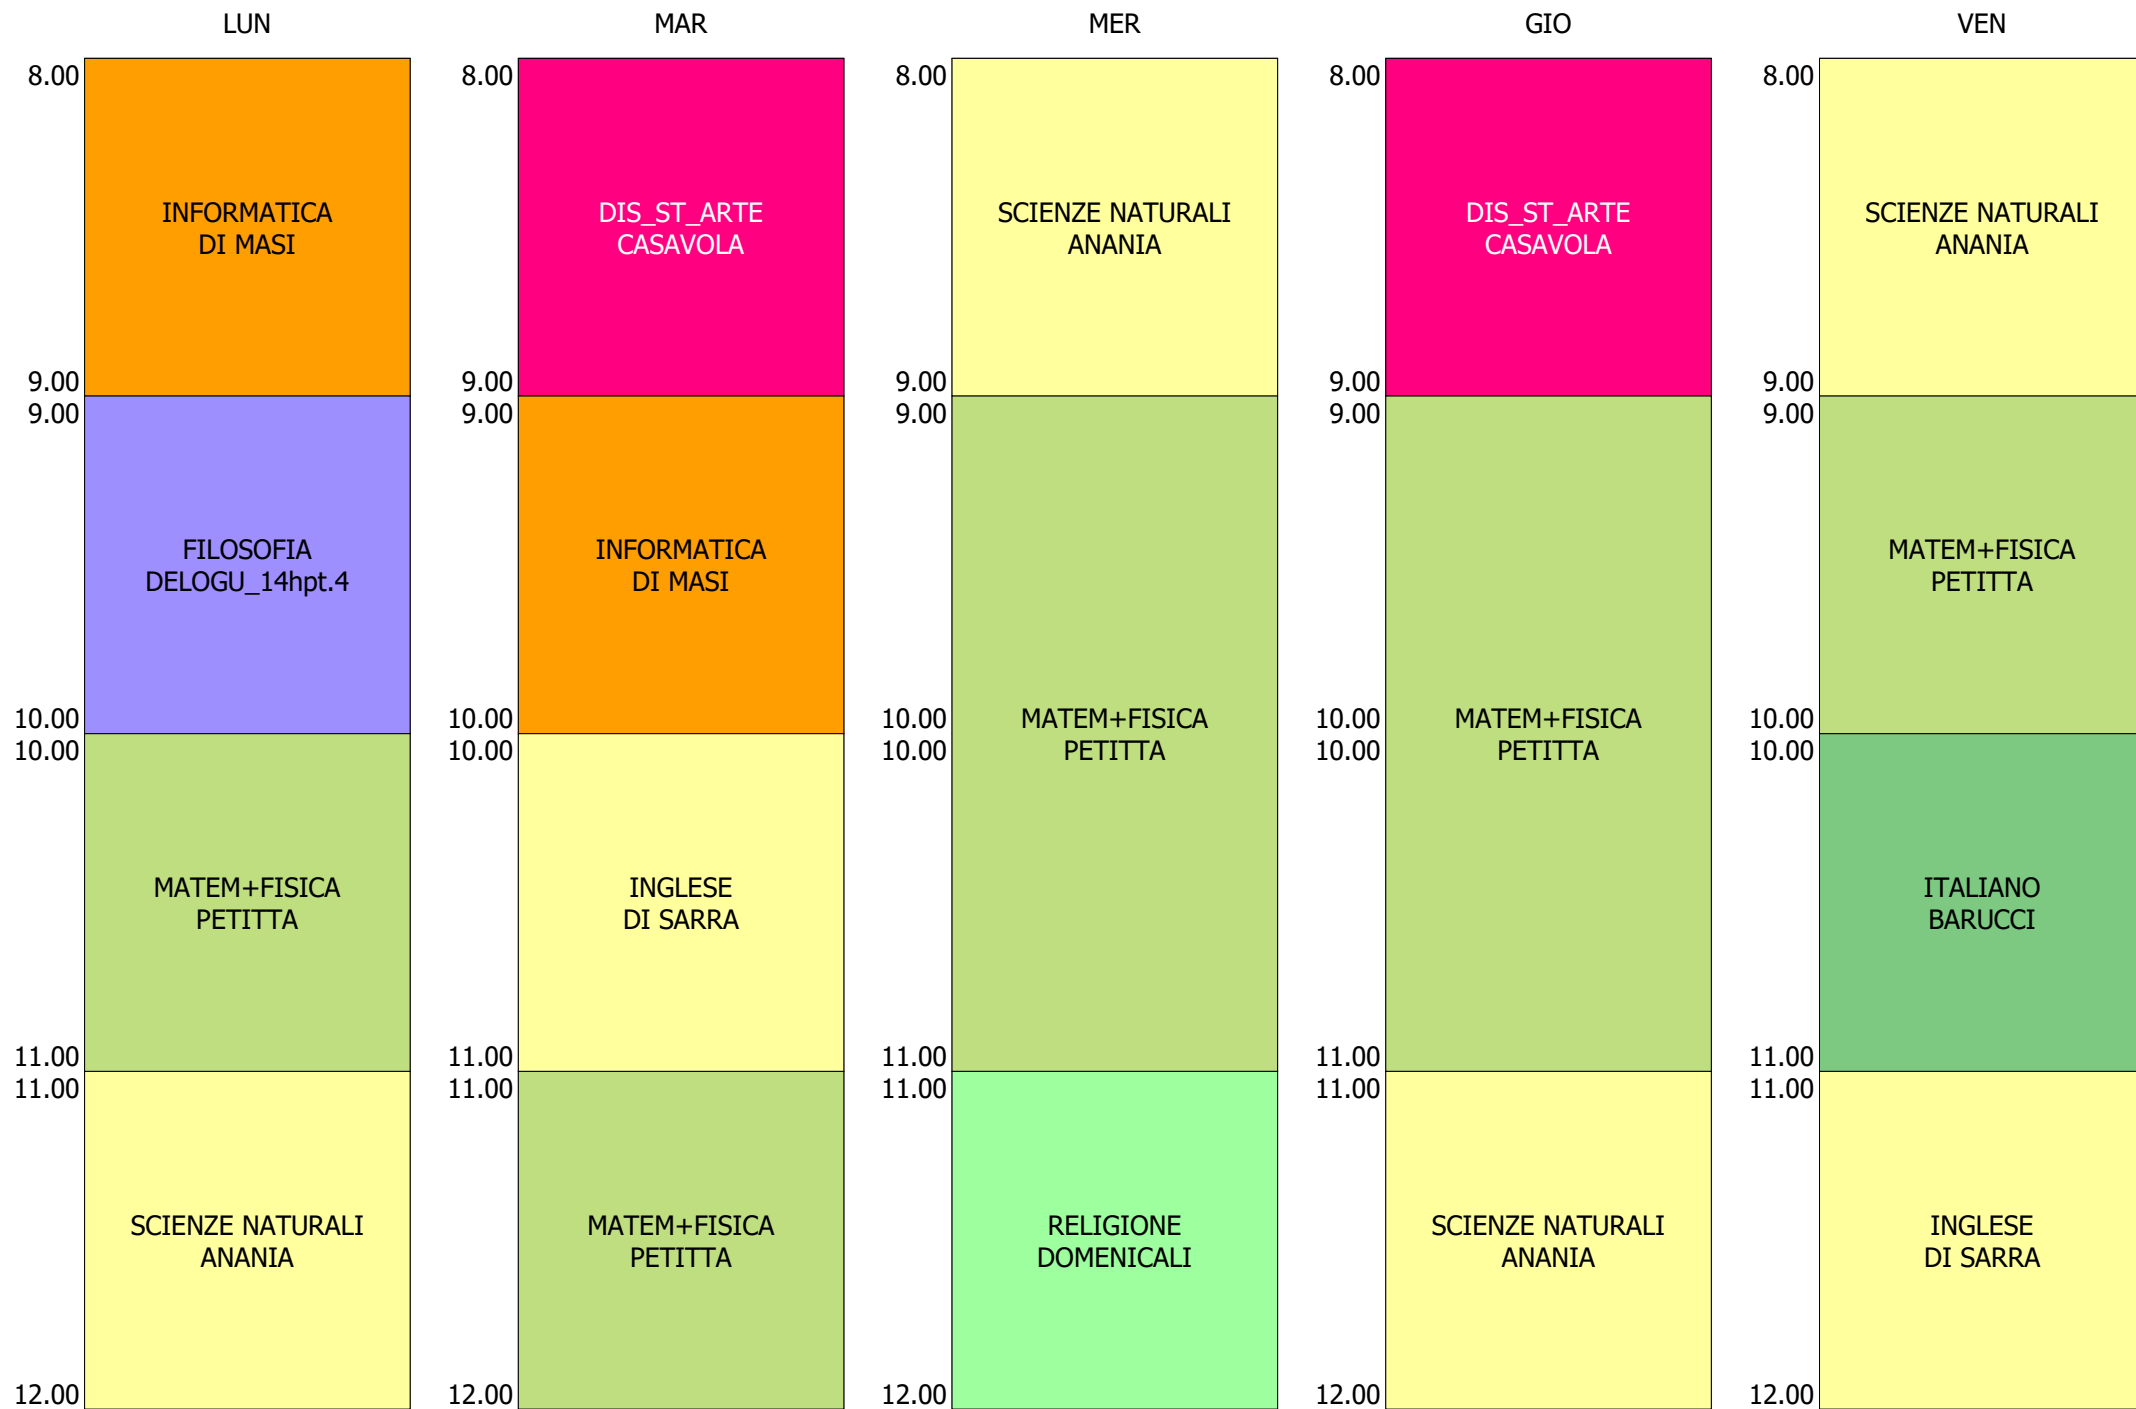 LUN
MAR
MER
GIO
VEN
8.00
INFORMATICA
DI MASI
9.00
9.00
FILOSOFIA
DELOGU_14hpt.4
10.00
10.00
MATEM+FISICA
PETITTA
11.00
11.00
SCIENZE NATURALI
ANANIA
12.00
8.00
DIS_ST_ARTE
CASAVOLA
9.00
9.00
INFORMATICA
DI MASI
10.00
10.00
INGLESE
DI SARRA
11.00
11.00
MATEM+FISICA
PETITTA
12.00
8.00
SCIENZE NATURALI
ANANIA
9.00
9.00
MATEM+FISICA
PETITTA
10.00
10.00
11.00
11.00
RELIGIONE
DOMENICALI
12.00
8.00
DIS_ST_ARTE
CASAVOLA
9.00
9.00
MATEM+FISICA
PETITTA
10.00
10.00
11.00
11.00
SCIENZE NATURALI
ANANIA
12.00
8.00
SCIENZE NATURALI
ANANIA
9.00
9.00
MATEM+FISICA
PETITTA
10.00
10.00
ITALIANO
BARUCCI
11.00
11.00
INGLESE
DI SARRA
12.00